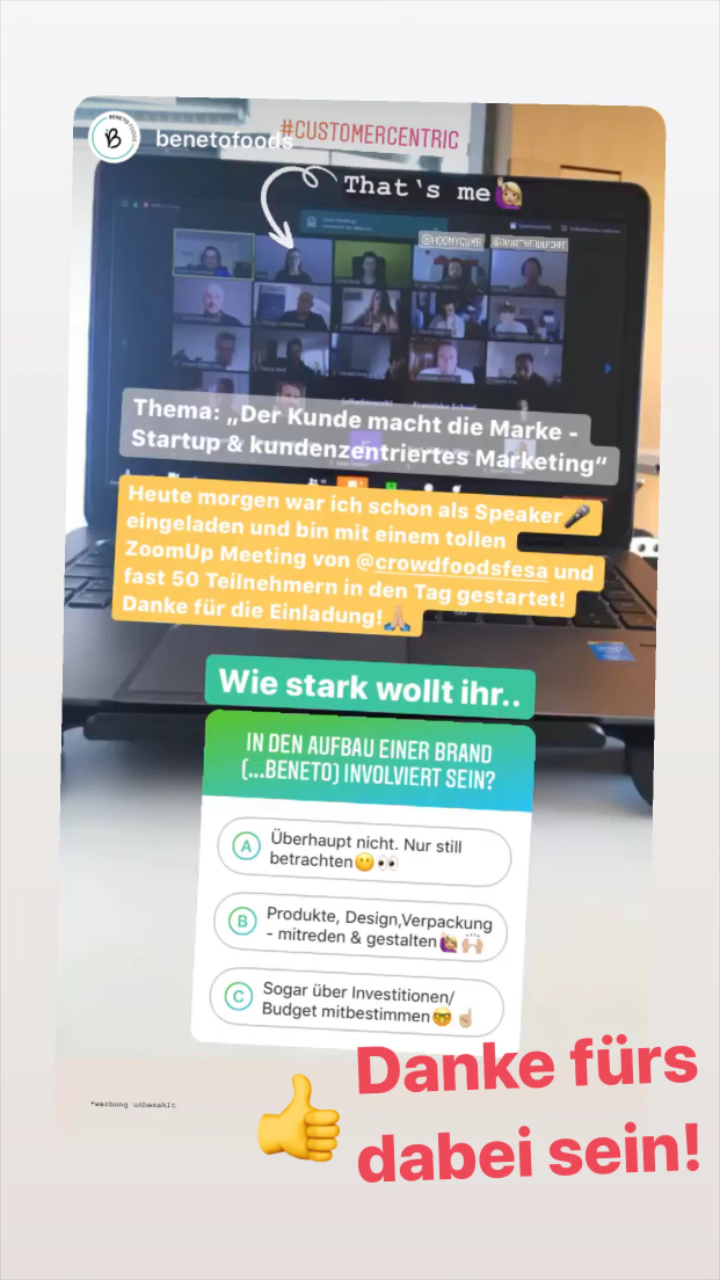 benetofoods
#CUSTOMERCENTRIC
That's me🙋🏼‍♀️
Thema: „Der Kunde macht die Marke -
Startup & kundenzentriertes Marketing“
Heute morgen war ich schon als Speaker🎤
eingeladen und bin mit einem tollen
ZoomUp Meeting von @crowdfoodsfesa und
fast 50 Teilnehmern in den Tag gestartet!
Danke für die Einladung!🙏🏼
Wie stark wollt ihr..
IN DEN AUFBAU EINER BRAND
(...BENETO) INVOLVIERT SEIN?
A Überhaupt nicht. Nur still
betrachten😶👀
B Produkte, Design,Verpackung
- mitreden & gestalten🙋🏽‍♀️🙌🏼
C Sogar über Investitionen/
Budget mitbestimmen🤓☝🏼
*werbung unbezahlt
👍 Danke fürs
dabei sein!